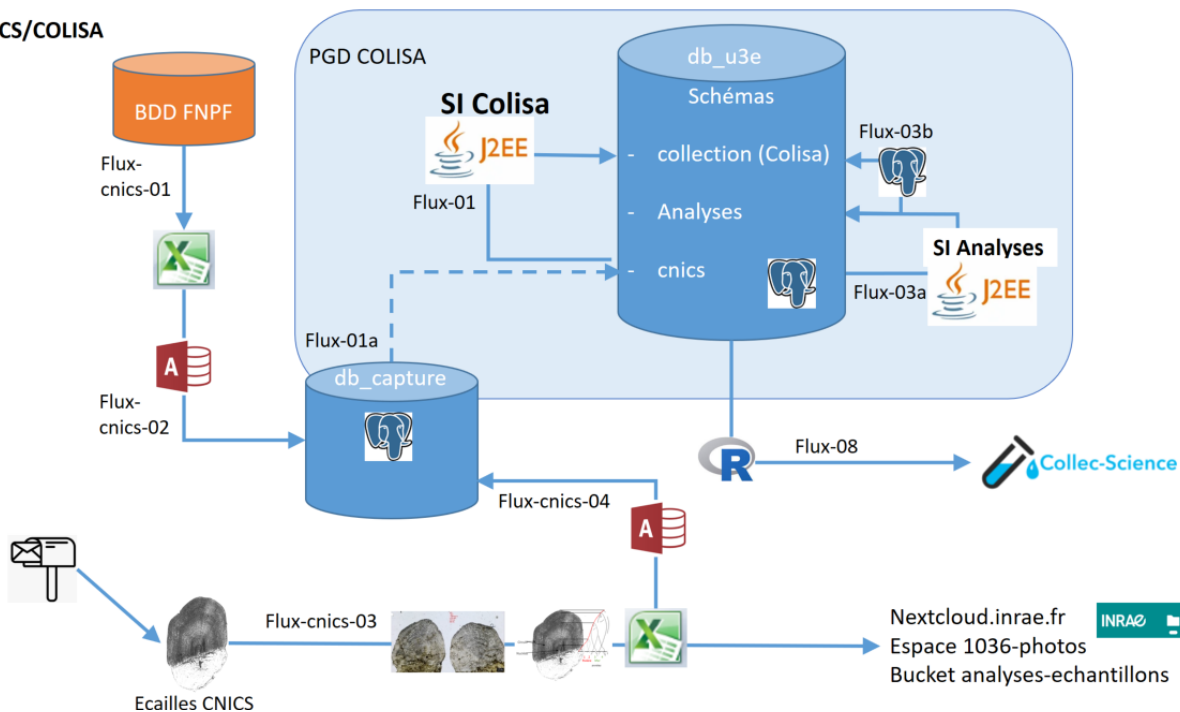 CS/COLISA
PGD COLISA
BDD FNPF
Flux-
cnics-01
X
A
Flux-
cnics-02
SI Colisa
J2EE
Flux-01
Flux-01a
db_capture
db_u3e
Schémas
- collection (Colisa)
- Analyses
- cnics
Flux-03b
SI Analyses
J2EE
Flux-03a
R
Flux-08
Collec-Science
Flux-cnics-04
A
Flux-cnics-03
Ecailles CNICS
X
Nextcloud.inrae.fr
Espace 1036-photos
Bucket analyses-echantillons
INRAE